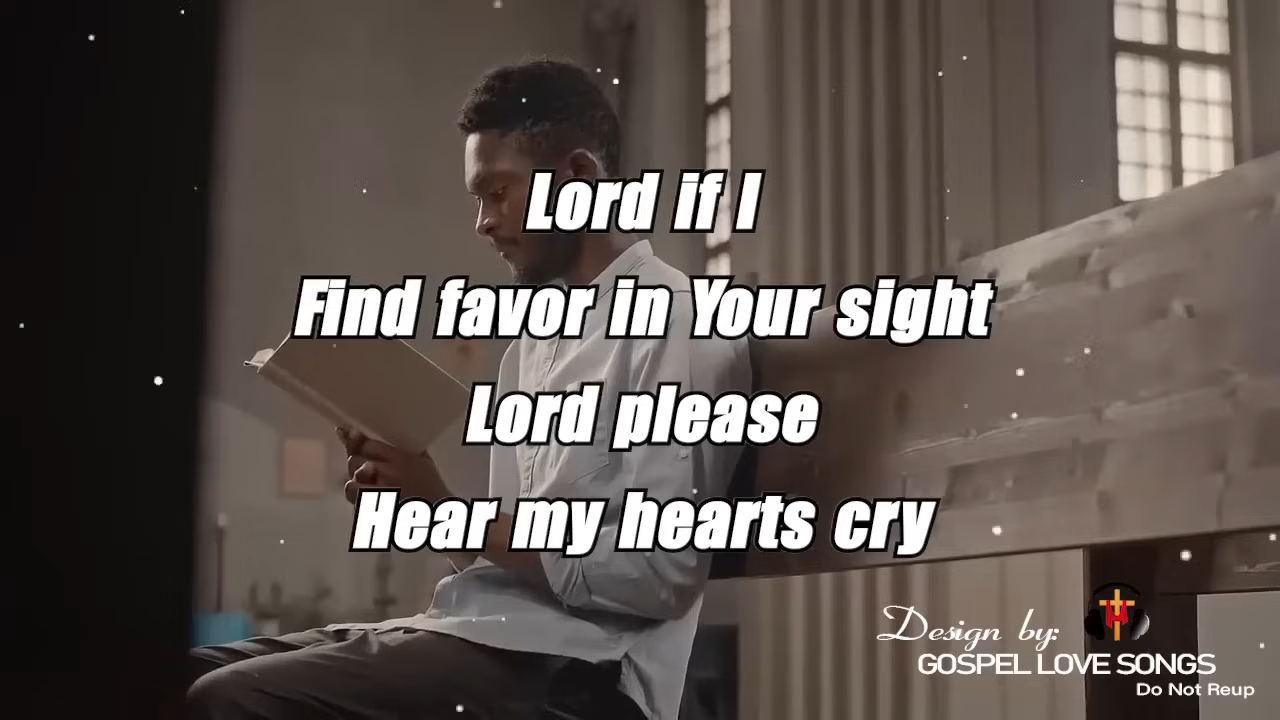 Lord if I
Find favor in Your sight
Lord please
Hear my hearts cry
Design by:
GOSPEL LOVE SONGS
Do Not Reup